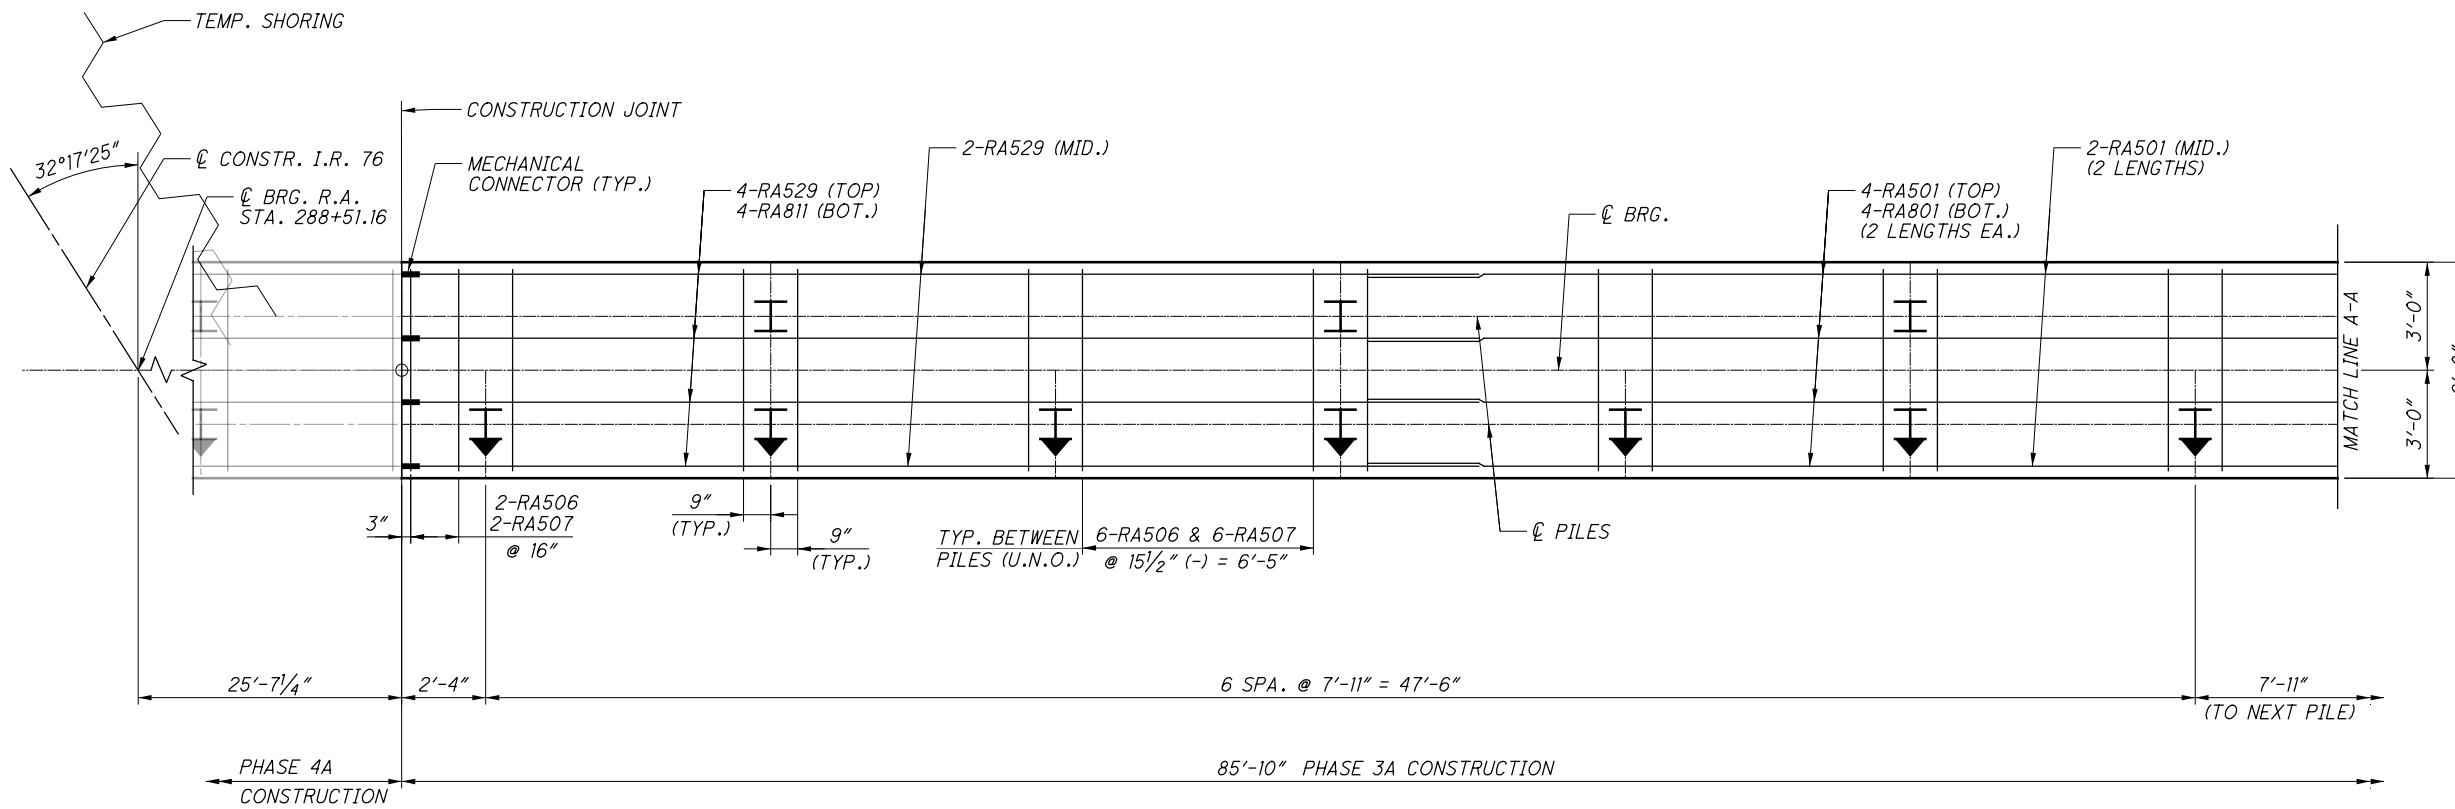 TEMP. SHORING
CONSTRUCTION JOINT
32°17'25"
℄ CONSTR. I.R. 76
MECHANICAL
CONNECTOR (TYP.)
℄ BRG. R.A.
STA. 288+51.16
2-RA529 (MID.)
4-RA529 (TOP)
4-RA811 (BOT.)
℄ BRG.
2-RA501 (MID.)
(2 LENGTHS)
4-RA501 (TOP)
4-RA801 (BOT.)
(2 LENGTHS EA.)
MATCH LINE A-A
3'-0"
3'-0"
3"
2-RA506
2-RA507
@ 16"
9"
(TYP.)
9"
(TYP.)
TYP. BETWEEN
PILES (U.N.O.)
6-RA506 & 6-RA507
@ 15½" (-) = 6'-5"
℄ PILES
25'-7¼"
2'-4"
6 SPA. @ 7'-11" = 47'-6"
7'-11"
(TO NEXT PILE)
PHASE 4A
CONSTRUCTION
85'-10" PHASE 3A CONSTRUCTION